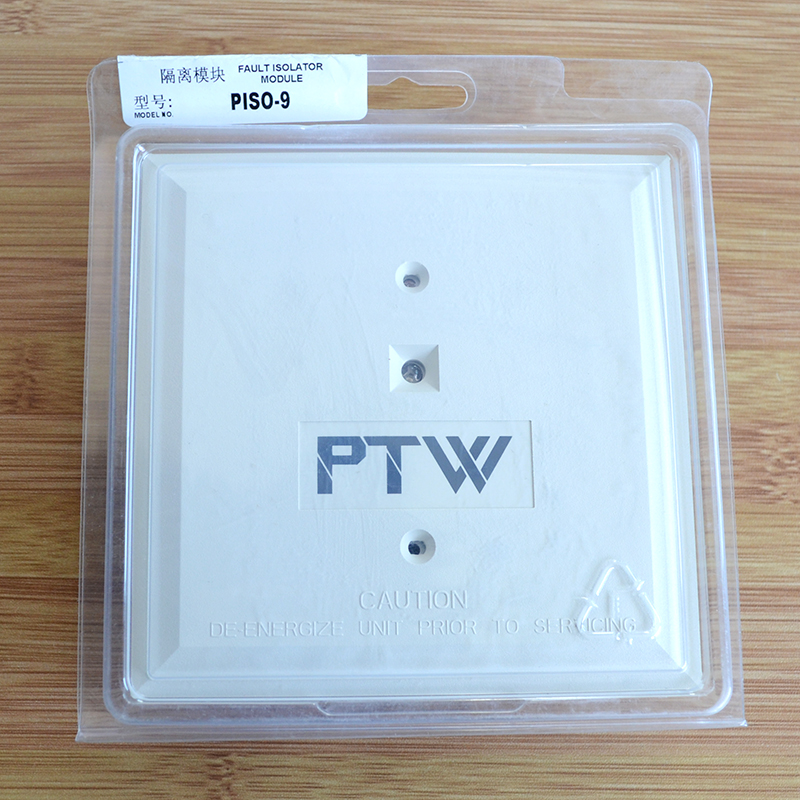 隔离模块 FAULT ISOLATOR MODULE
型号: PISO-9
MODEL NO.
PTW
CAUTION
DE-ENERGIZE UNIT PRIOR TO SERVICING